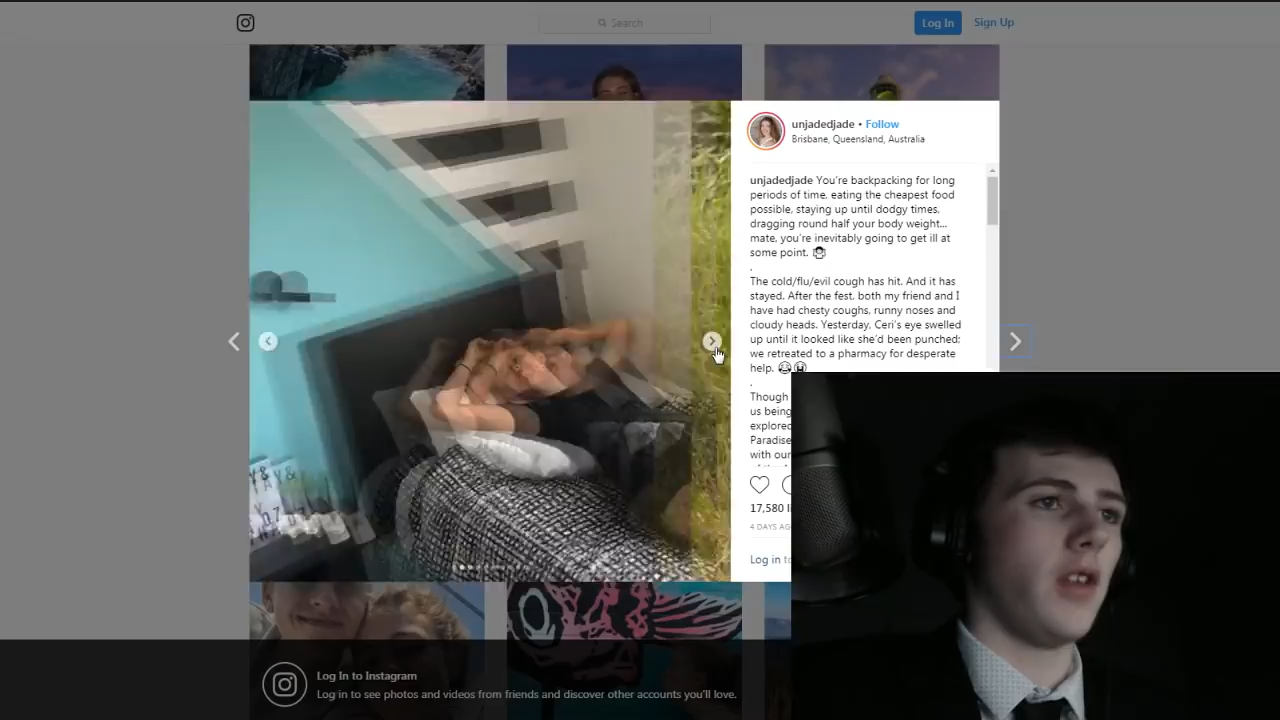 Search
Log In
Sign Up
unjadedjade • Follow
Brisbane, Queensland, Australia
unjadedjade You're backpacking for long
periods of time, eating the cheapest food
possible, staying up until dodgy times,
dragging round half your body weight...
mate, you're inevitably going to get ill at
some point.
.
The cold/flu/evil cough has hit. And it has
stayed. After the fest, both my friend and I
have had chesty coughs, runny noses and
cloudy heads. Yesterday, Ceri's eye swelled
up until it looked like she'd been punched;
we retreated to a pharmacy for desperate
help.
.
Though
us being
explored
Paradise
with our
17,580
4 DAYS
Log in
Log In to Instagram
Log in to see photos and videos from friends and discover other accounts you'll love.